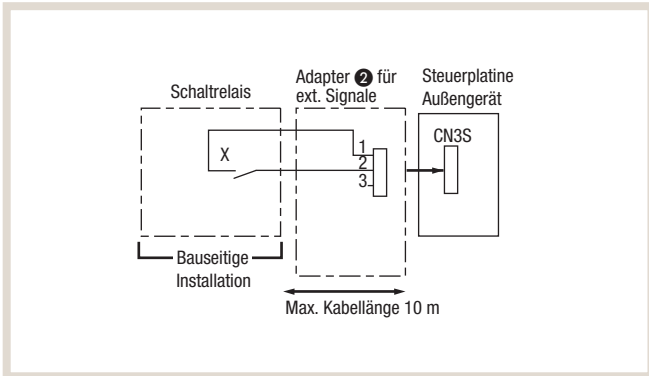 Schaltrelais
Adapter ❷ für
ext. Signale
Steuerplatine
Außengerät
CN3S
X
1
2
3
Bauseitige
Installation
Max. Kabellänge 10 m